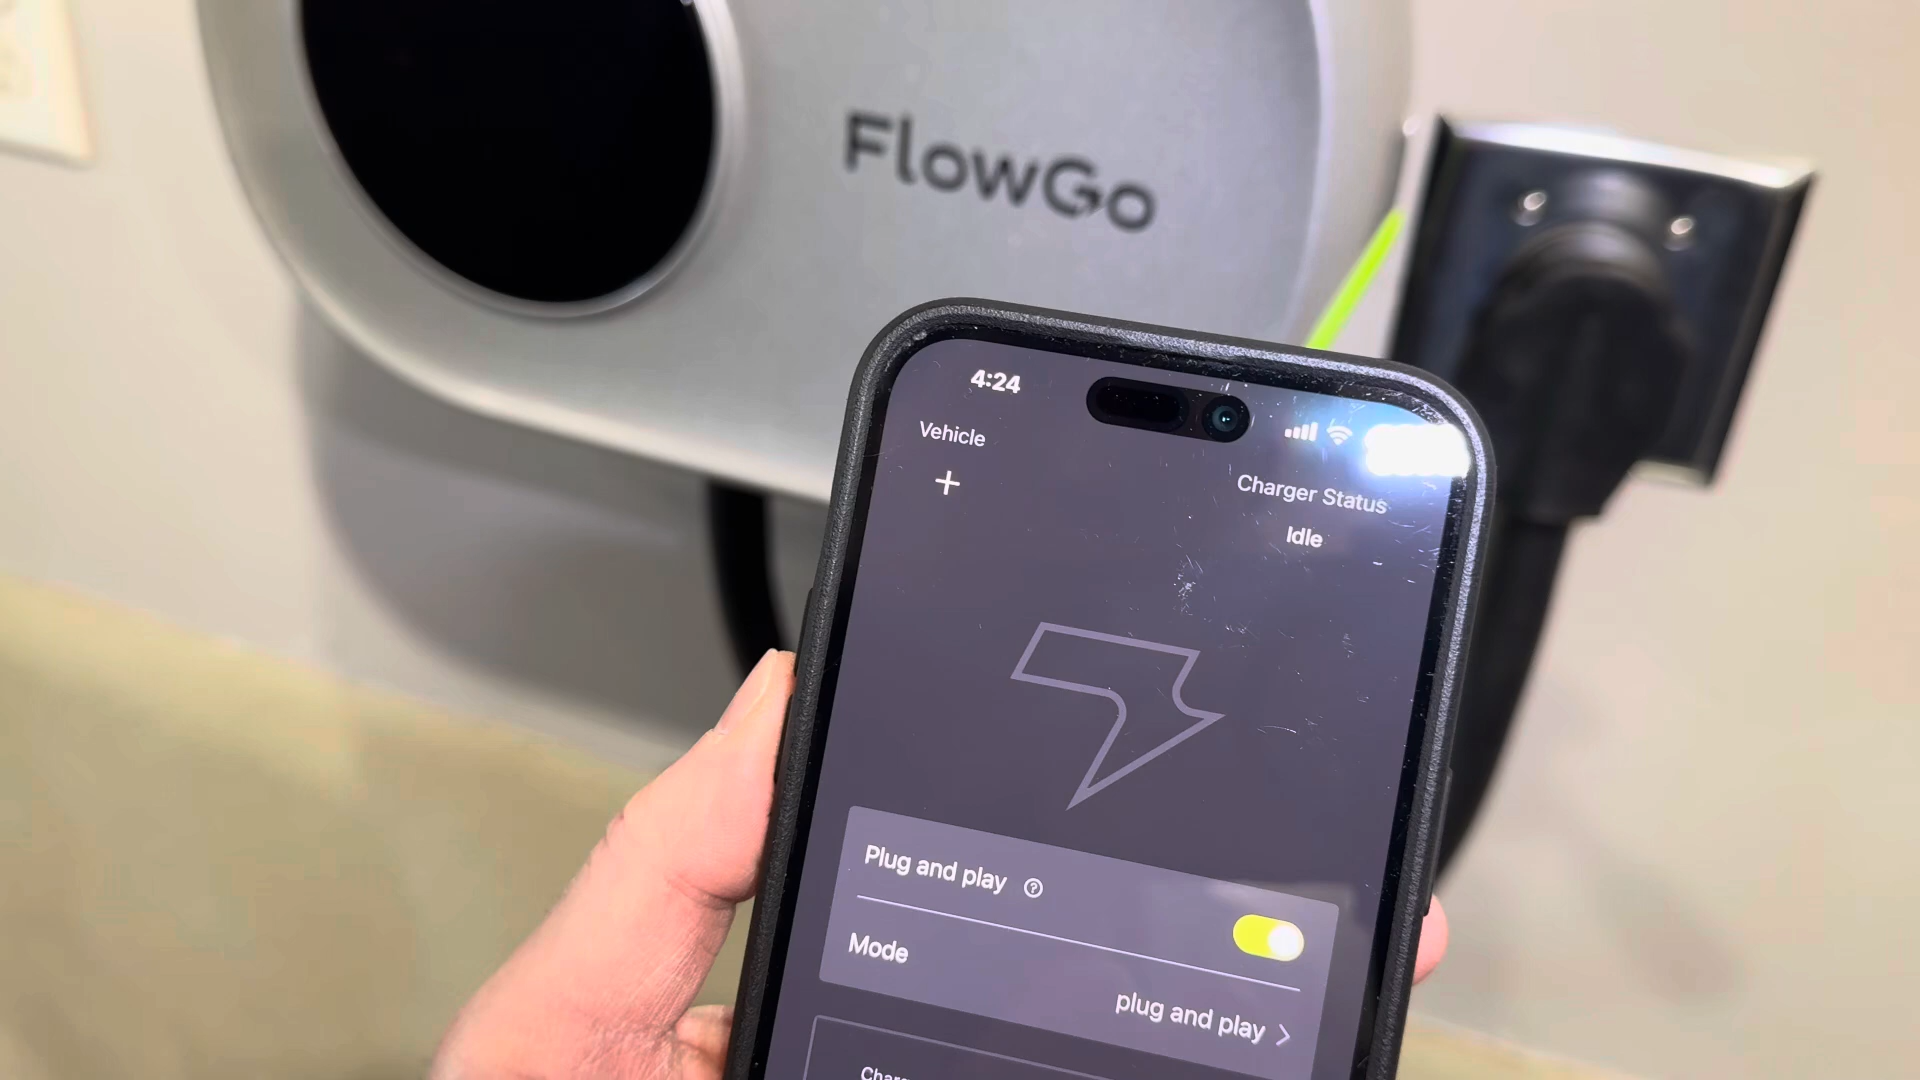 FlowGo
4:24
Vehicle
+
Charger Status
Idle
Plug and play ?
Mode
plug and play >